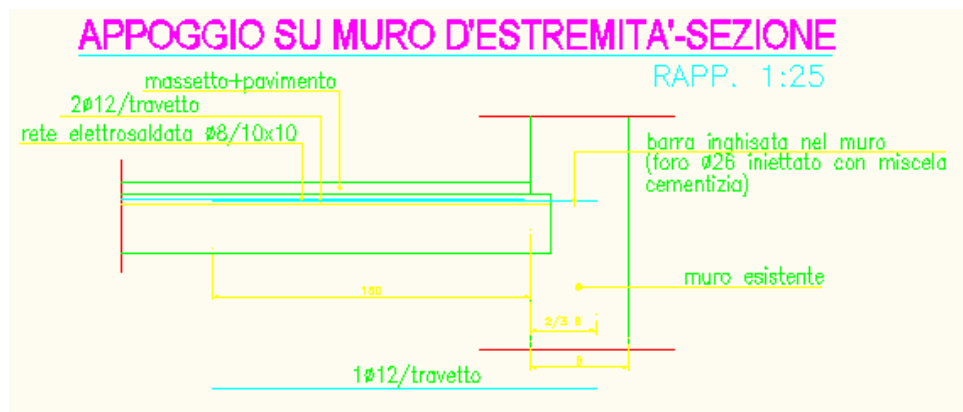 APPOGGIO SU MURO D'ESTREMITA'-SEZIONE
RAPP. 1:25
massetto+pavimento
2ø12/travetto
rete elettrosaldata ø8/10x10
barra inghisata nel muro
(foro ø26 iniettato con miscela
cementizia)
muro esistente
2/3 B
B
1ø12/travetto